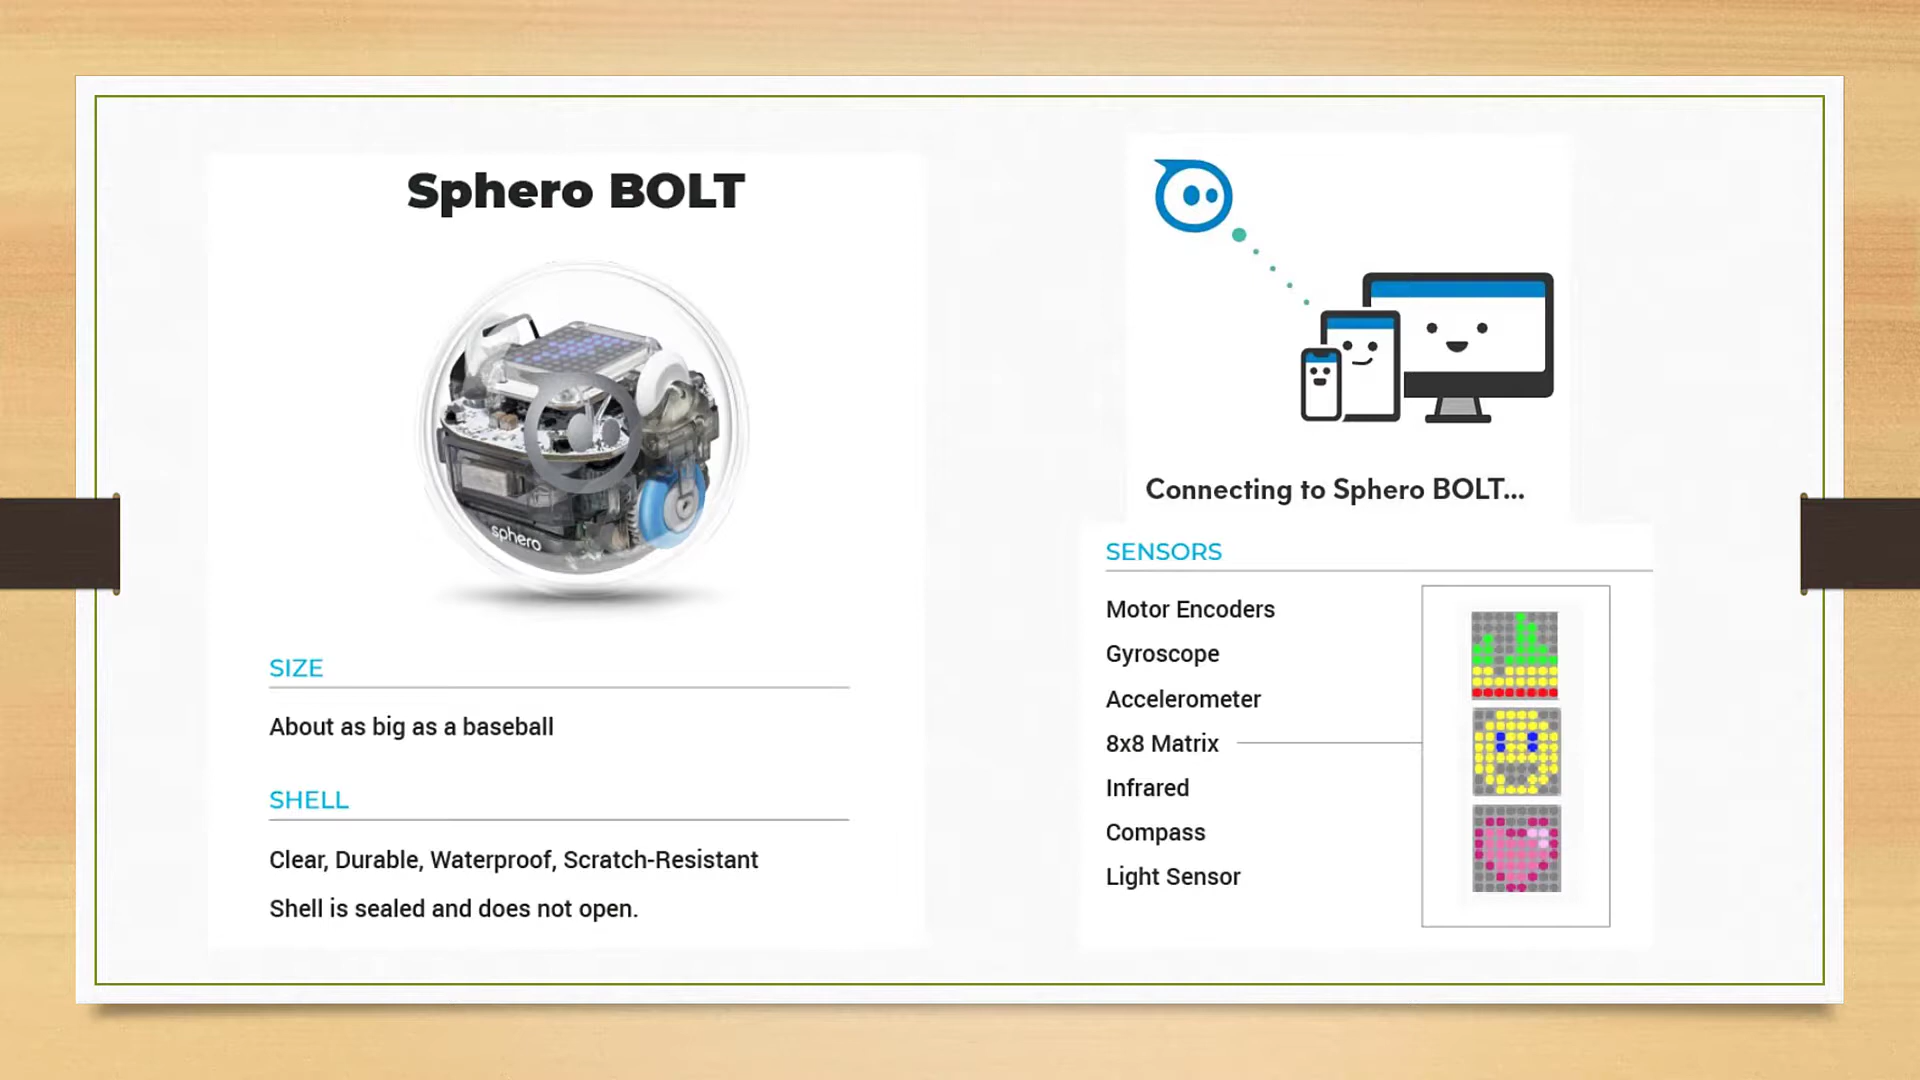 Sphero BOLT
sphero
SIZE
About as big as a baseball
SHELL
Clear, Durable, Waterproof, Scratch-Resistant
Shell is sealed and does not open.
Connecting to Sphero BOLT...
SENSORS
Motor Encoders
Gyroscope
Accelerometer
8x8 Matrix
Infrared
Compass
Light Sensor